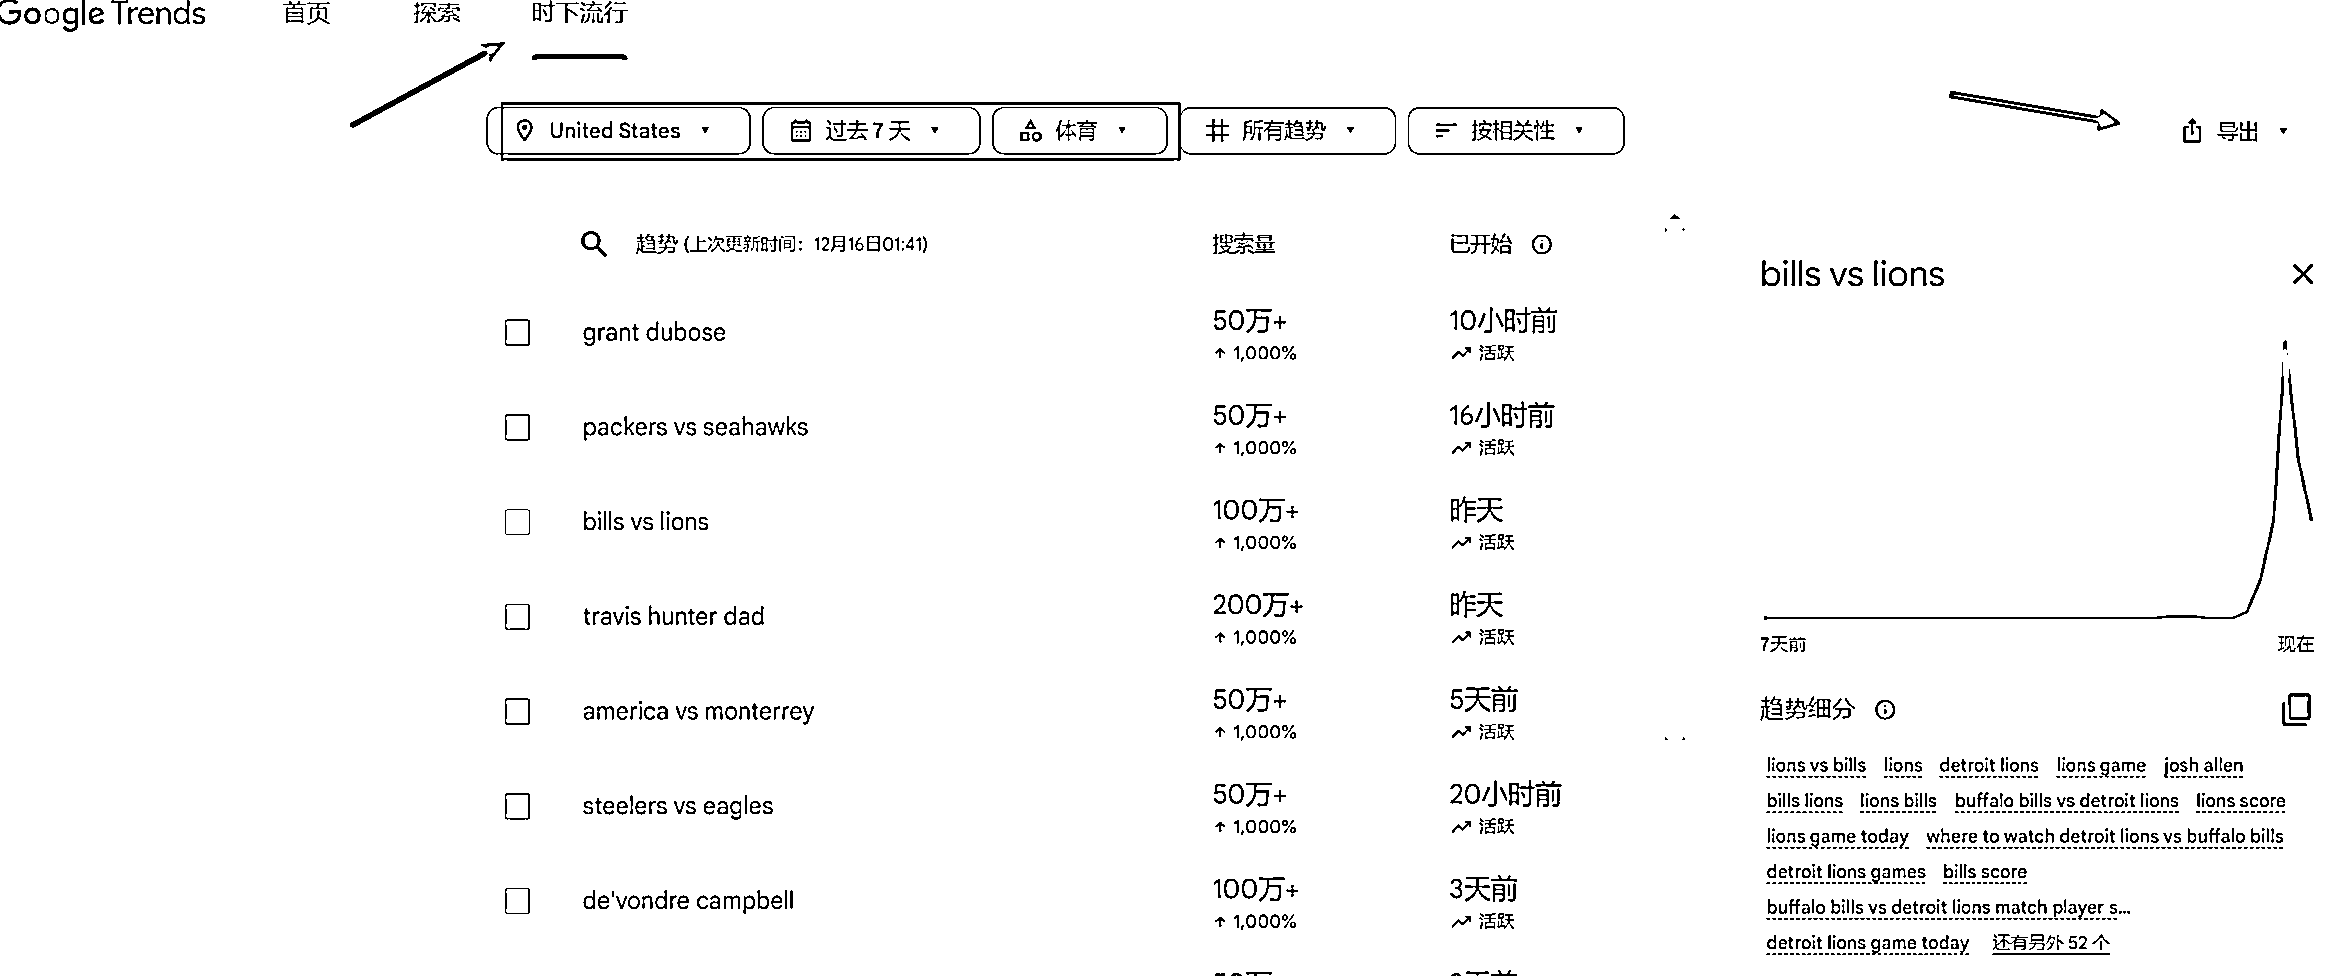 Google Trends 首页 探索 时下流行
United States 过去 7 天 体育 所有趋势 按相关性 导出
趋势 (上次更新时间：12月16日01:41) 搜索量 已开始
grant dubose 50万+ 10小时前
1,000% 活跃
packers vs seahawks 50万+ 16小时前
1,000% 活跃
bills vs lions 100万+ 昨天
1,000% 活跃
travis hunter dad 200万+ 昨天
1,000% 活跃
america vs monterrey 50万+ 5天前
1,000% 活跃
steelers vs eagles 50万+ 20小时前
1,000% 活跃
de'vondre campbell 100万+ 3天前
1,000% 活跃
bills vs lions
7天前 现在
趋势细分
lions vs bills lions detroit lions lions game josh allen
bills lions lions bills buffalo bills vs detroit lions lions score
lions game today where to watch detroit lions vs buffalo bills
detroit lions games bills score
buffalo bills vs detroit lions match player s...
detroit lions game today 还有另外 52 个